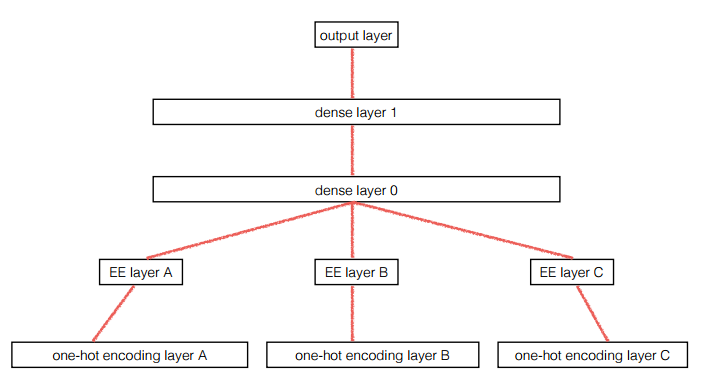 output layer
dense layer 1
dense layer 0
EE layer A
EE layer B
EE layer C
one-hot encoding layer A
one-hot encoding layer B
one-hot encoding layer C